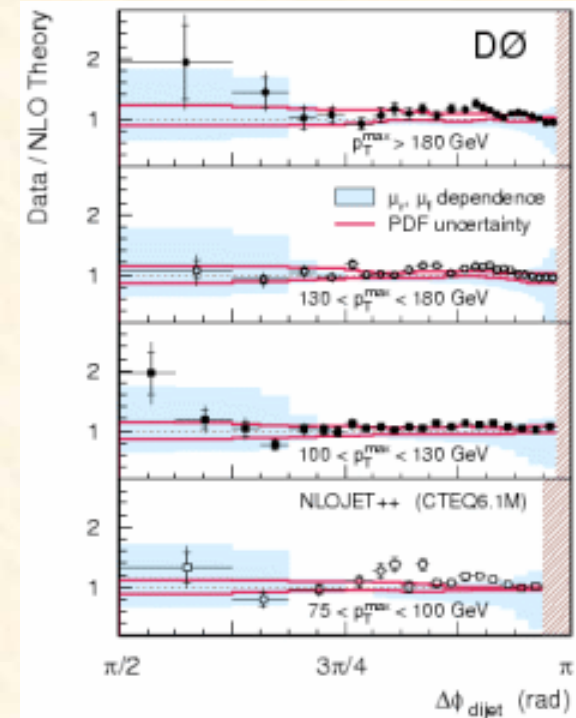 Data / NLO Theory
DØ
2
1
p_T^max > 180 GeV
μ_r, μ_f dependence
PDF uncertainty
2
1
130 < p_T^max < 180 GeV
2
1
100 < p_T^max < 130 GeV
NLOJET++ (CTEQ6.1M)
2
1
75 < p_T^max < 100 GeV
π/2
3π/4
π
Δϕ dijet (rad)